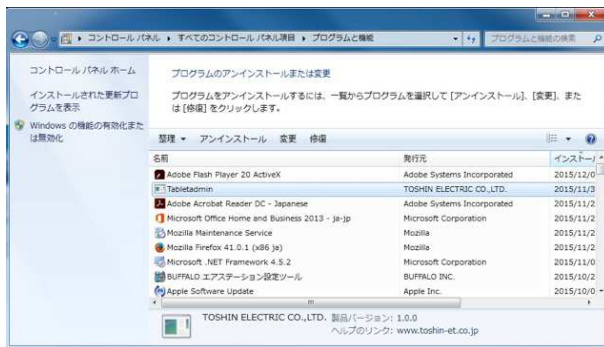 コントロール パネル ▸ すべてのコントロール パネル項目 ▸ プログラムと機能
プログラムと機能の検索
コントロール パネル ホーム
インストールされた更新プロ
グラムを表示
Windows の機能の有効化また
は無効化
プログラムのアンインストールまたは変更
プログラムをアンインストールするには、一覧からプログラムを選択して [アンインストール]、[変更]、また
は [修復] をクリックします。
整理 アンインストール 変更 修復
名前 発行元 インストー
Adobe Flash Player 20 ActiveX Adobe Systems Incorporated 2015/12/0
Tabletadmin TOSHIN ELECTRIC CO.,LTD. 2015/11/3
Adobe Acrobat Reader DC - Japanese Adobe Systems Incorporated 2015/11/2
Microsoft Office Home and Business 2013 - ja-jp Microsoft Corporation 2015/11/2
Mozilla Maintenance Service Mozilla 2015/11/2
Mozilla Firefox 41.0.1 (x86 ja) Mozilla 2015/11/2
Microsoft .NET Framework 4.5.2 Microsoft Corporation 2015/11/0
BUFFALO エアステーション設定ツール BUFFALO INC. 2015/10/2
Apple Software Update Apple Inc. 2015/10/0
TOSHIN ELECTRIC CO.,LTD. 製品バージョン: 1.0.0
ヘルプのリンク: www.toshin-et.co.jp